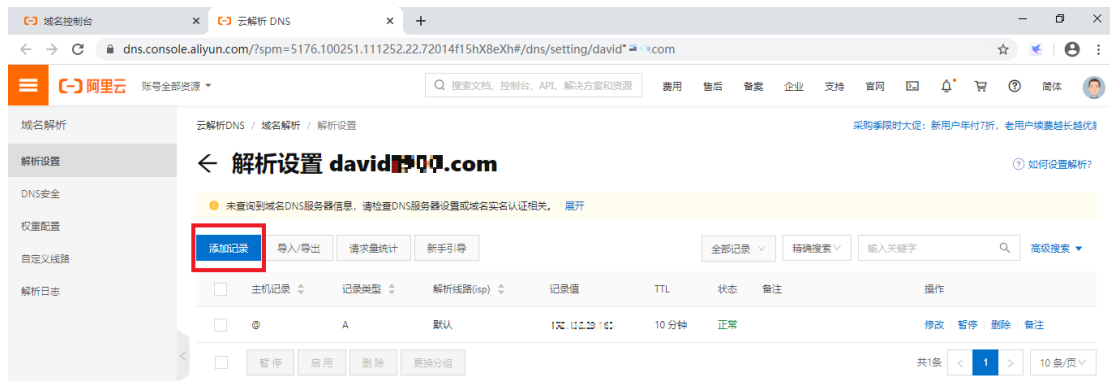 域名控制台 云解析 DNS
dns.console.aliyun.com/?spm=5176.100251.111252.22.72014f15hX8eXh#/dns/setting/david com
阿里云 账号全部资源 搜索文档、控制台、API、解决方案和资源 费用 售后 备案 企业 支持 官网 简体
域名解析 云解析DNS / 域名解析 / 解析设置 采购季限时大促：新用户年付7折，老用户续费越长越优
解析设置 解析设置 david .com 如何设置解析?
DNS安全 未查询到域名DNS服务器信息，请检查DNS服务器设置或域名实名认证相关。 展开
权重配置 添加记录 导入/导出 请求量统计 新手引导 全部记录 精确搜索 输入关键字 高级搜索
自定义线路
解析日志 主机记录 记录类型 解析线路(isp) 记录值 TTL 状态 备注 操作
@ A 默认 10 分钟 正常 修改 暂停 删除 备注
暂停 启用 删除 更换分组 共1条 < 1 > 10 条/页